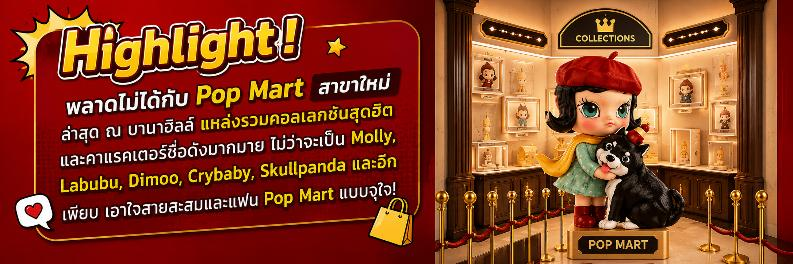 Highlight!
พลาดไม่ได้กับ Pop Mart สาขาใหม่
ล่าสุด ณ บานาฮิลล์ แหล่งรวมคอลเลกชันสุดฮิต
และคาแรคเตอร์ชื่อดังมากมาย ไม่ว่าจะเป็น Molly,
Labubu, Dimoo, Crybaby, Skullpanda และอีก
เพียบ เอาใจสายสะสมและแฟน Pop Mart แบบจุใจ!
COLLECTIONS
POP MART